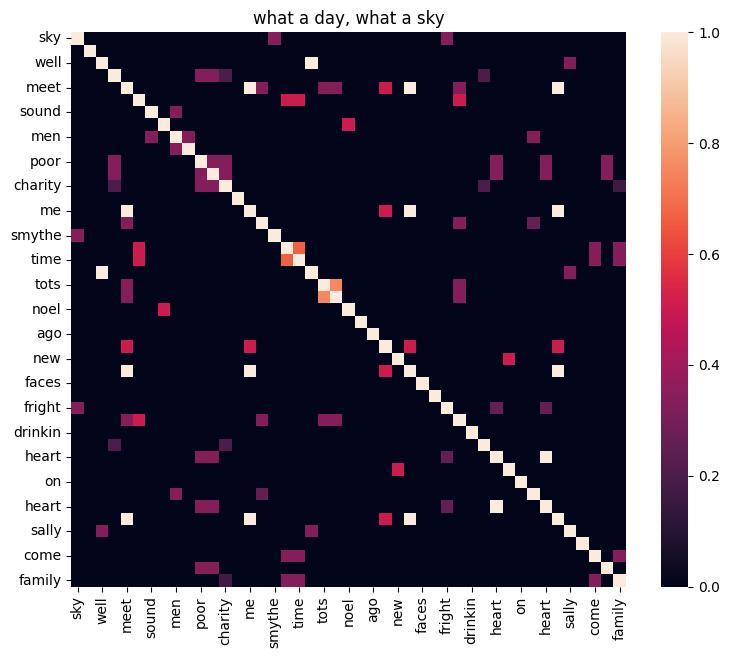 what a day, what a sky
sky
well
meet
sound
men
poor
charity
me
smythe
time
tots
noel
ago
new
faces
fright
drinkin
heart
on
heart
sally
come
family
1.0
0.8
0.6
0.4
0.2
0.0
sky
well
meet
sound
men
poor
charity
me
smythe
time
tots
noel
ago
new
faces
fright
drinkin
heart
on
heart
sally
come
family